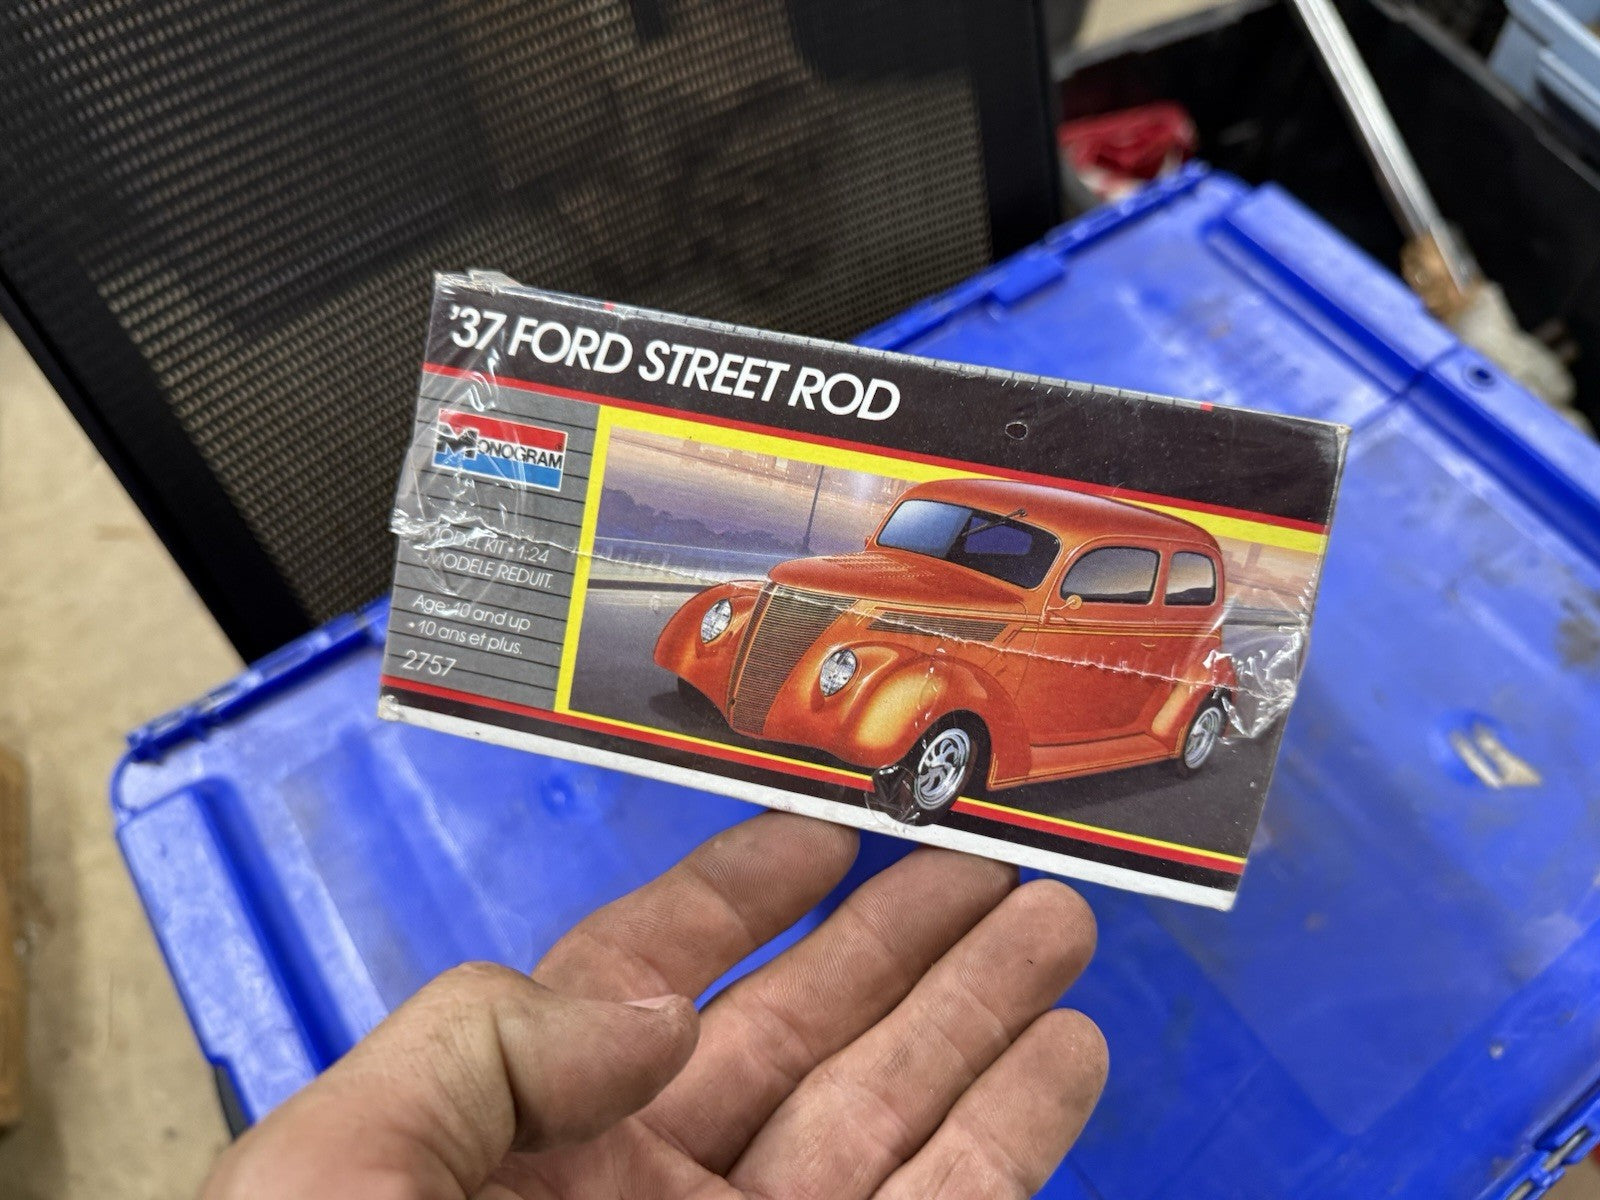 '37 FORD STREET ROD
MONOGRAM
MODEL KIT • 1:24
• MODELE REDUIT.
Age: 10 and up
• 10 ans et plus.
2757